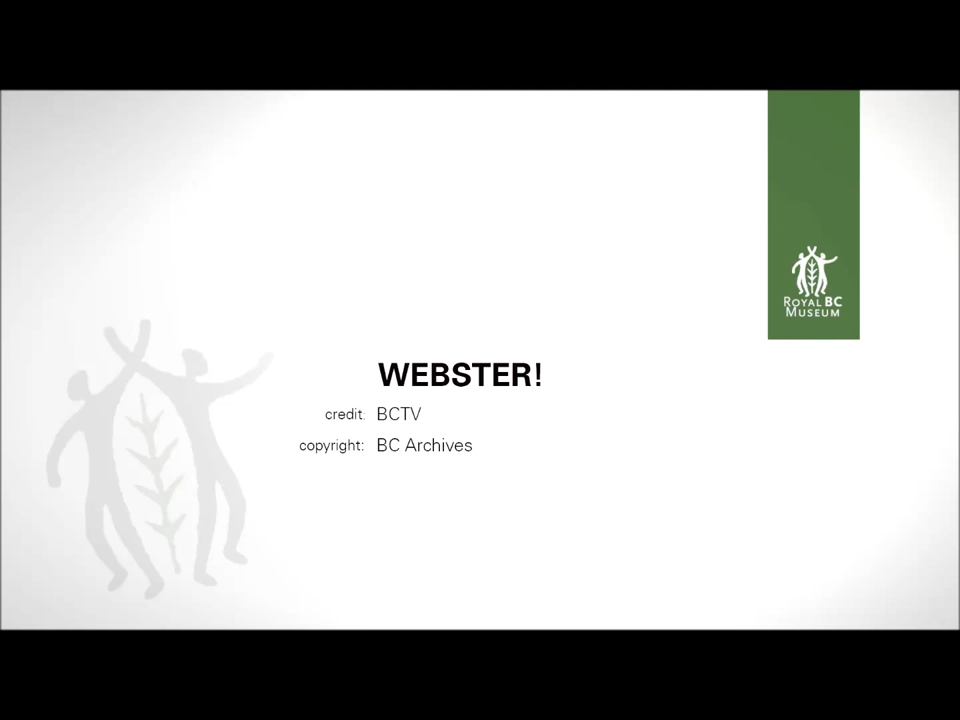 ROYAL BC
MUSEUM
WEBSTER!
credit: BCTV
copyright: BC Archives